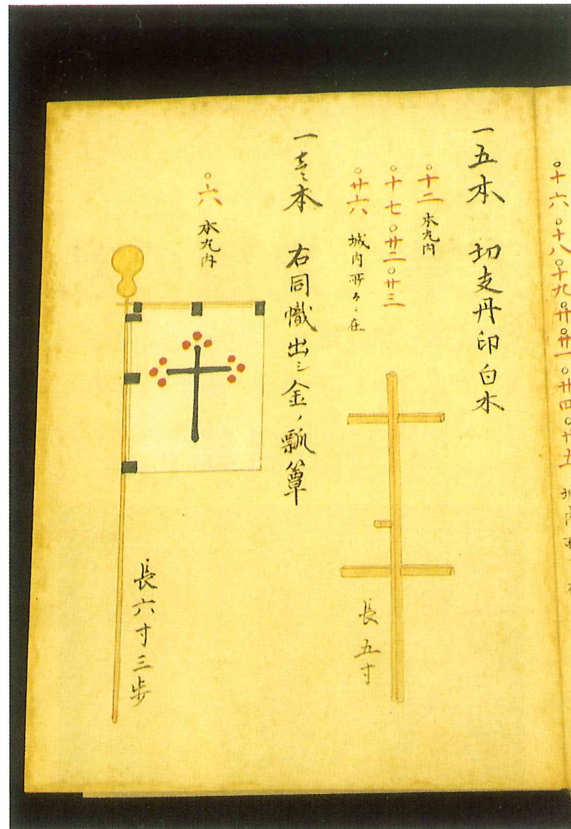 ○十六○十八○十九○廿○廿一○廿四○廿五
一五本 切支丹印白木
○十二 本丸内
○十七○廿二○廿三
○廿六 城内所々ニ在
長五寸
一壱本 右同幟出シ金ノ瓢箪
○六 本丸内
長六寸三歩